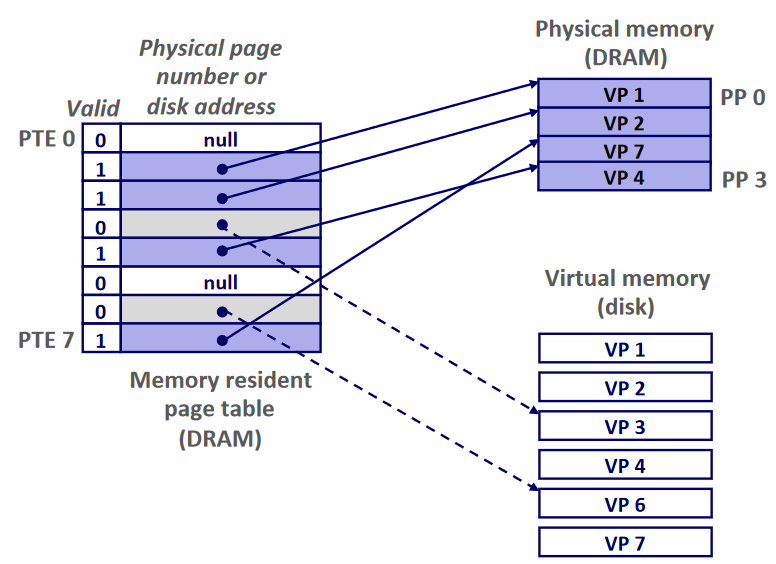 Physical page
number or
disk address
Valid
PTE 0
0
null
1
1
0
1
0
null
0
PTE 7
1
Memory resident
page table
(DRAM)
Physical memory
(DRAM)
VP 1
PP 0
VP 2
VP 7
VP 4
PP 3
Virtual memory
(disk)
VP 1
VP 2
VP 3
VP 4
VP 6
VP 7